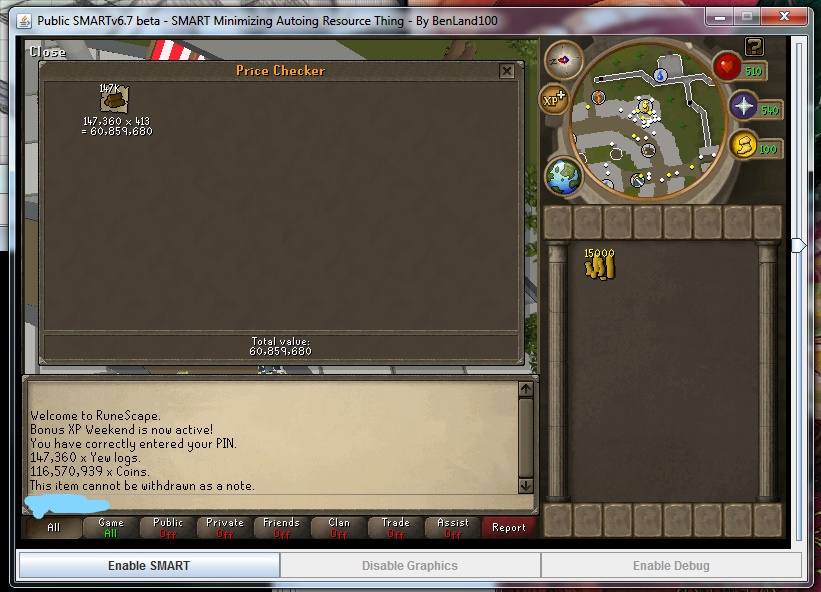 Public SMARTv6.7 beta - SMART Minimizing Autoing Resource Thing - By BenLand100
Close
Price Checker
147K
147,360 x 413
= 60,859,680
Total value:
60,859,680
N
510
XP+
540
100
15000
Welcome to RuneScape.
Bonus XP Weekend is now active!
You have correctly entered your PIN.
147,360 x Yew logs.
116,570,939 x Coins.
This item cannot be withdrawn as a note.
All
Game
All
Public
Off
Private
Off
Friends
Off
Clan
Off
Trade
Off
Assist
Off
Report
Enable SMART
Disable Graphics
Enable Debug